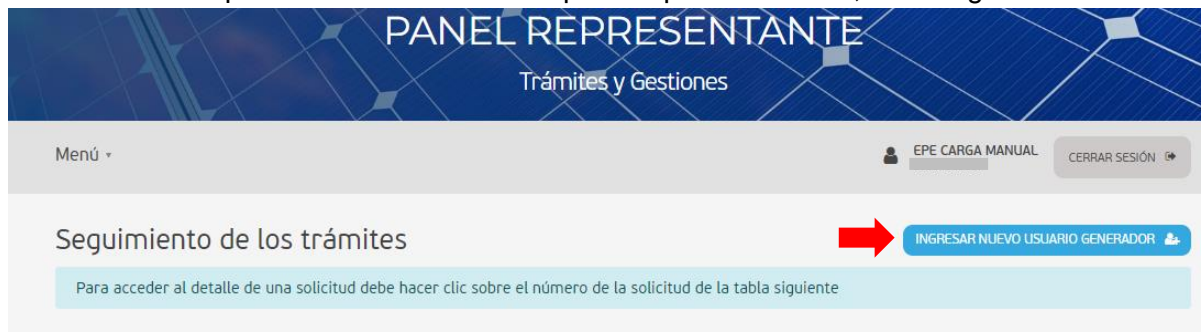 PANEL REPRESENTANTE
Trámites y Gestiones
Menú
EPE CARGA MANUAL
CERRAR SESIÓN
Seguimiento de los trámites
INGRESAR NUEVO USUARIO GENERADOR
Para acceder al detalle de una solicitud debe hacer clic sobre el número de la solicitud de la tabla siguiente